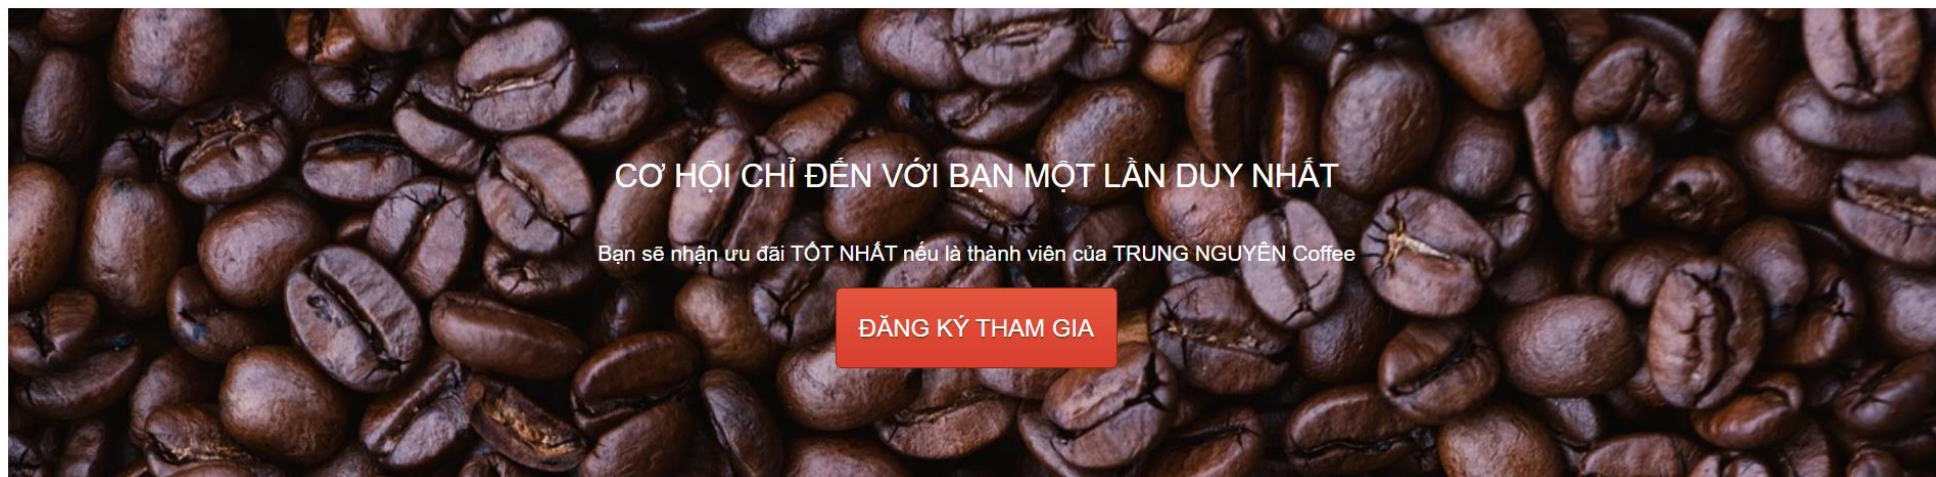 CƠ HỘI CHỈ ĐẾN VỚI BẠN MỘT LẦN DUY NHẤT
Bạn sẽ nhận ưu đãi TỐT NHẤT nếu là thành viên của TRUNG NGUYÊN Coffee
ĐĂNG KÝ THAM GIA